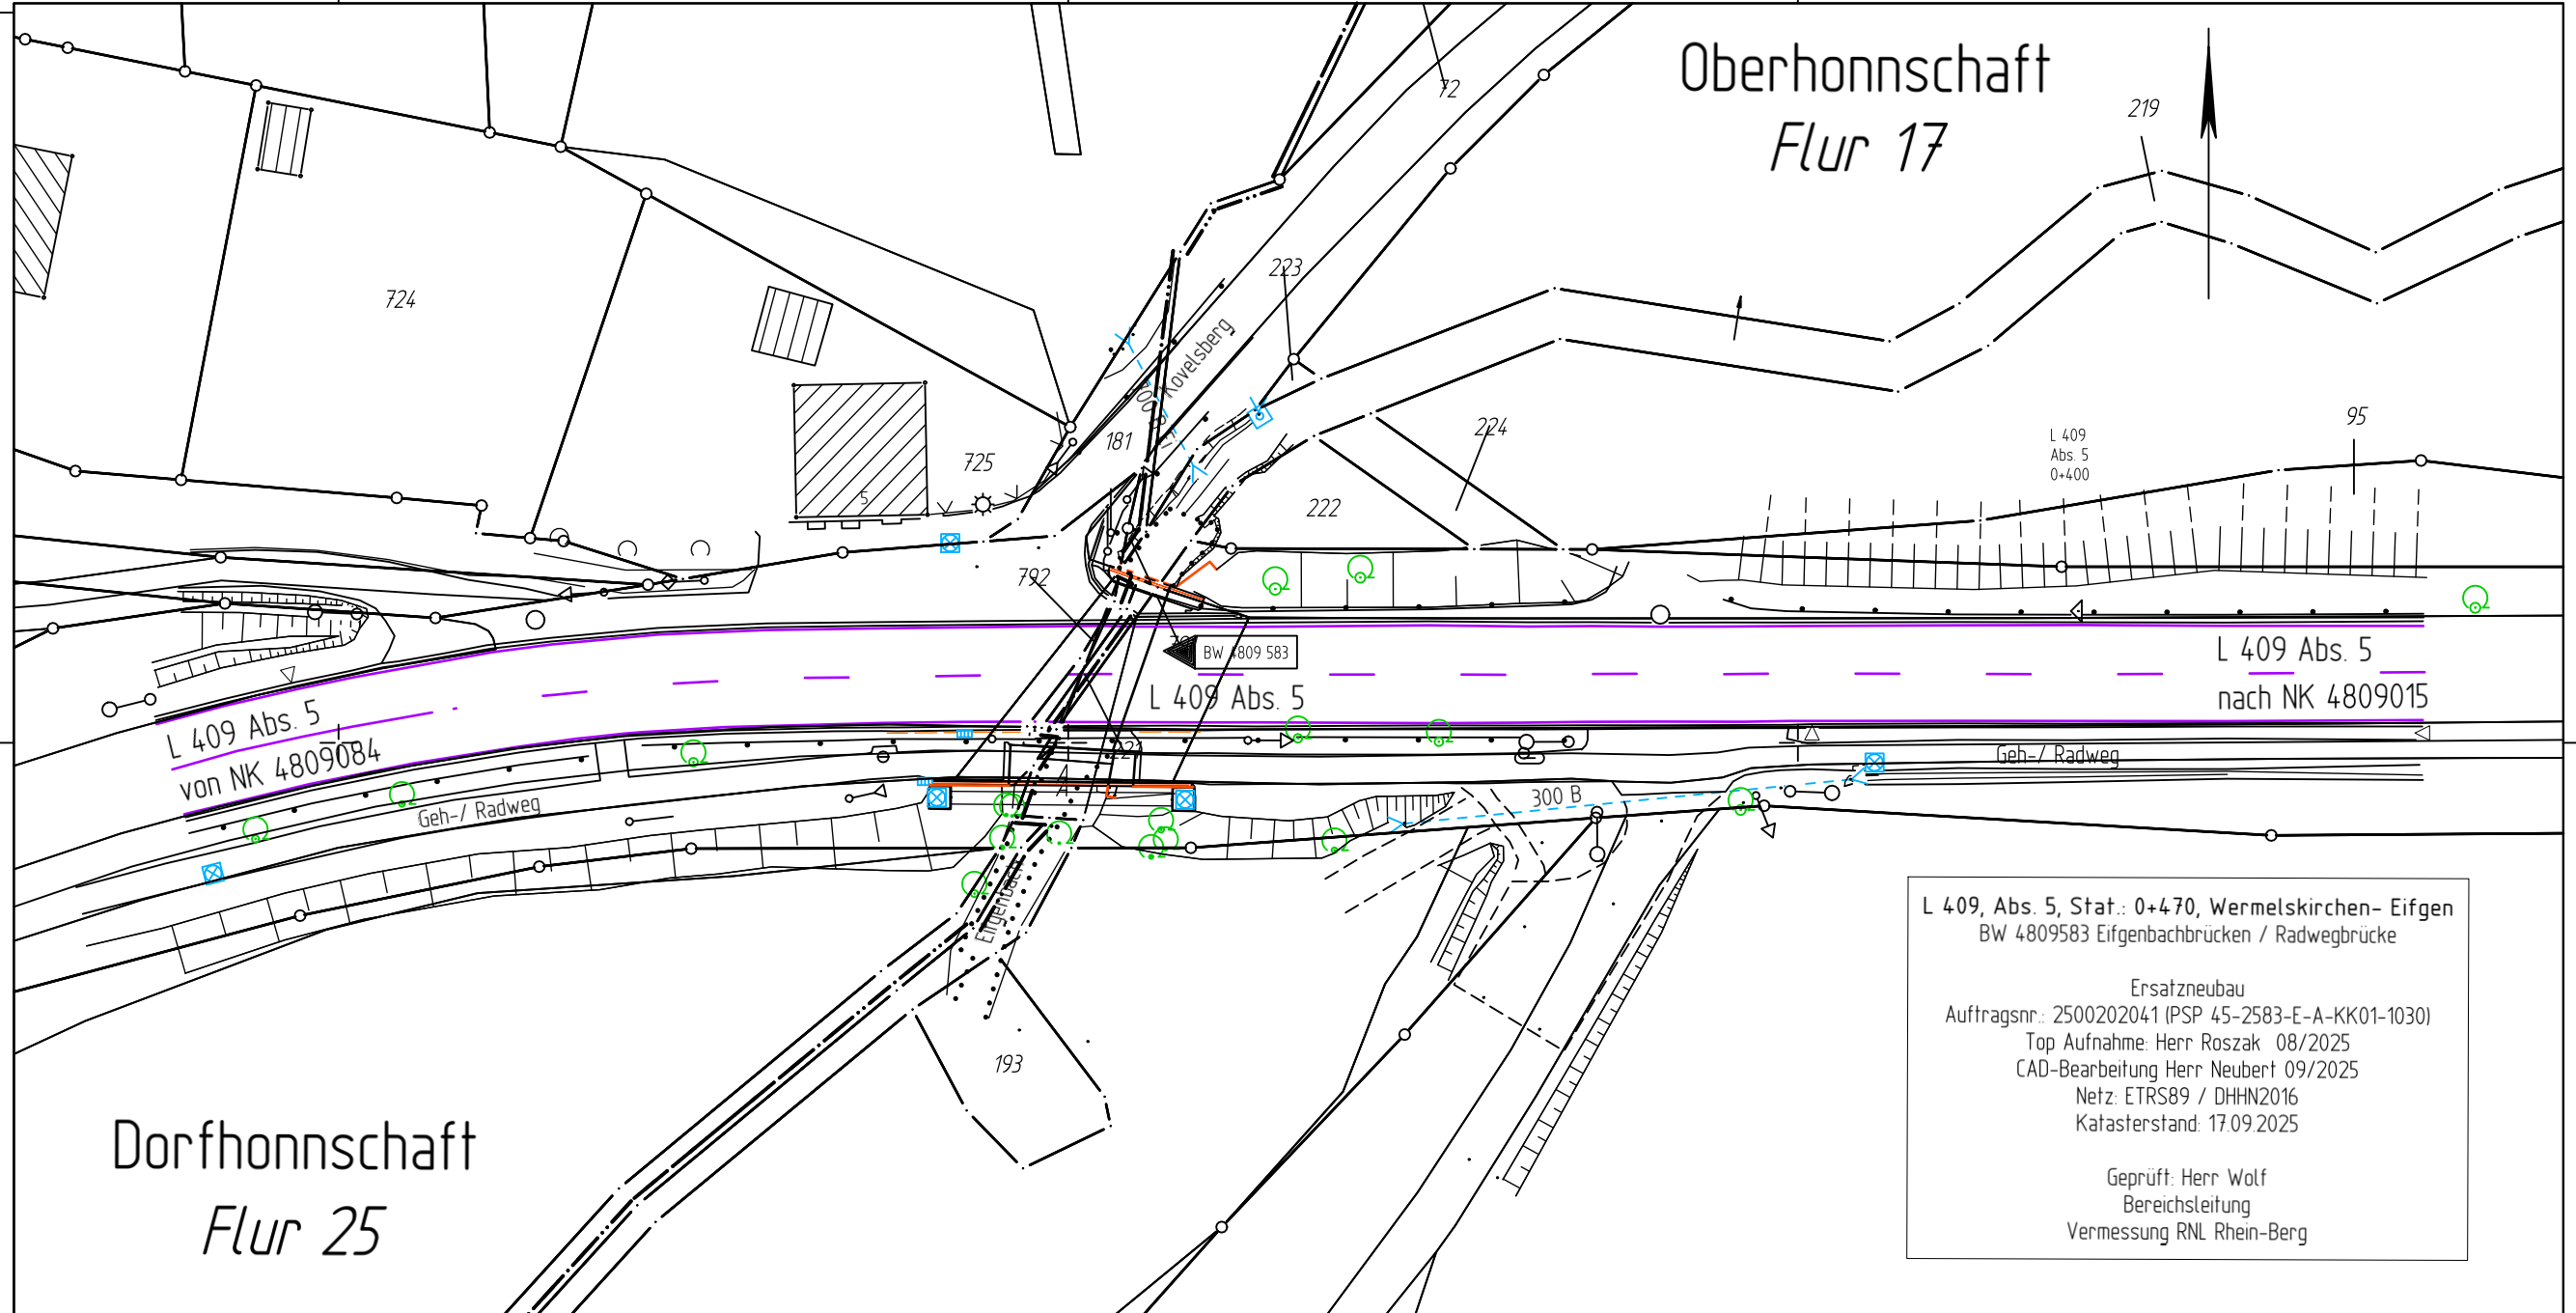 Oberhonnschaft
Flur 17
72
219
223
724
Kovelsberg
224
95
181
725
L 409
Abs. 5
0+400
5
222
792
BW 4809 583
L 409 Abs. 5
L 409 Abs. 5
nach NK 4809015
L 409 Abs. 5
von NK 4809084
221
Geh-/ Radweg
Geh-/ Radweg
A
300 B
Eifgenbach
193
Dorfhonnschaft
Flur 25
L 409, Abs. 5, Stat.: 0+470, Wermelskirchen- Eifgen
BW 4809583 Eifgenbachbrücken / Radwegbrücke
Ersatzneubau
Auftragsnr.: 2500202041 (PSP 45-2583-E-A-KK01-1030)
Top Aufnahme: Herr Roszak 08/2025
CAD-Bearbeitung Herr Neubert 09/2025
Netz: ETRS89 / DHHN2016
Katasterstand: 17.09.2025
Geprüft: Herr Wolf
Bereichsleitung
Vermessung RNL Rhein-Berg